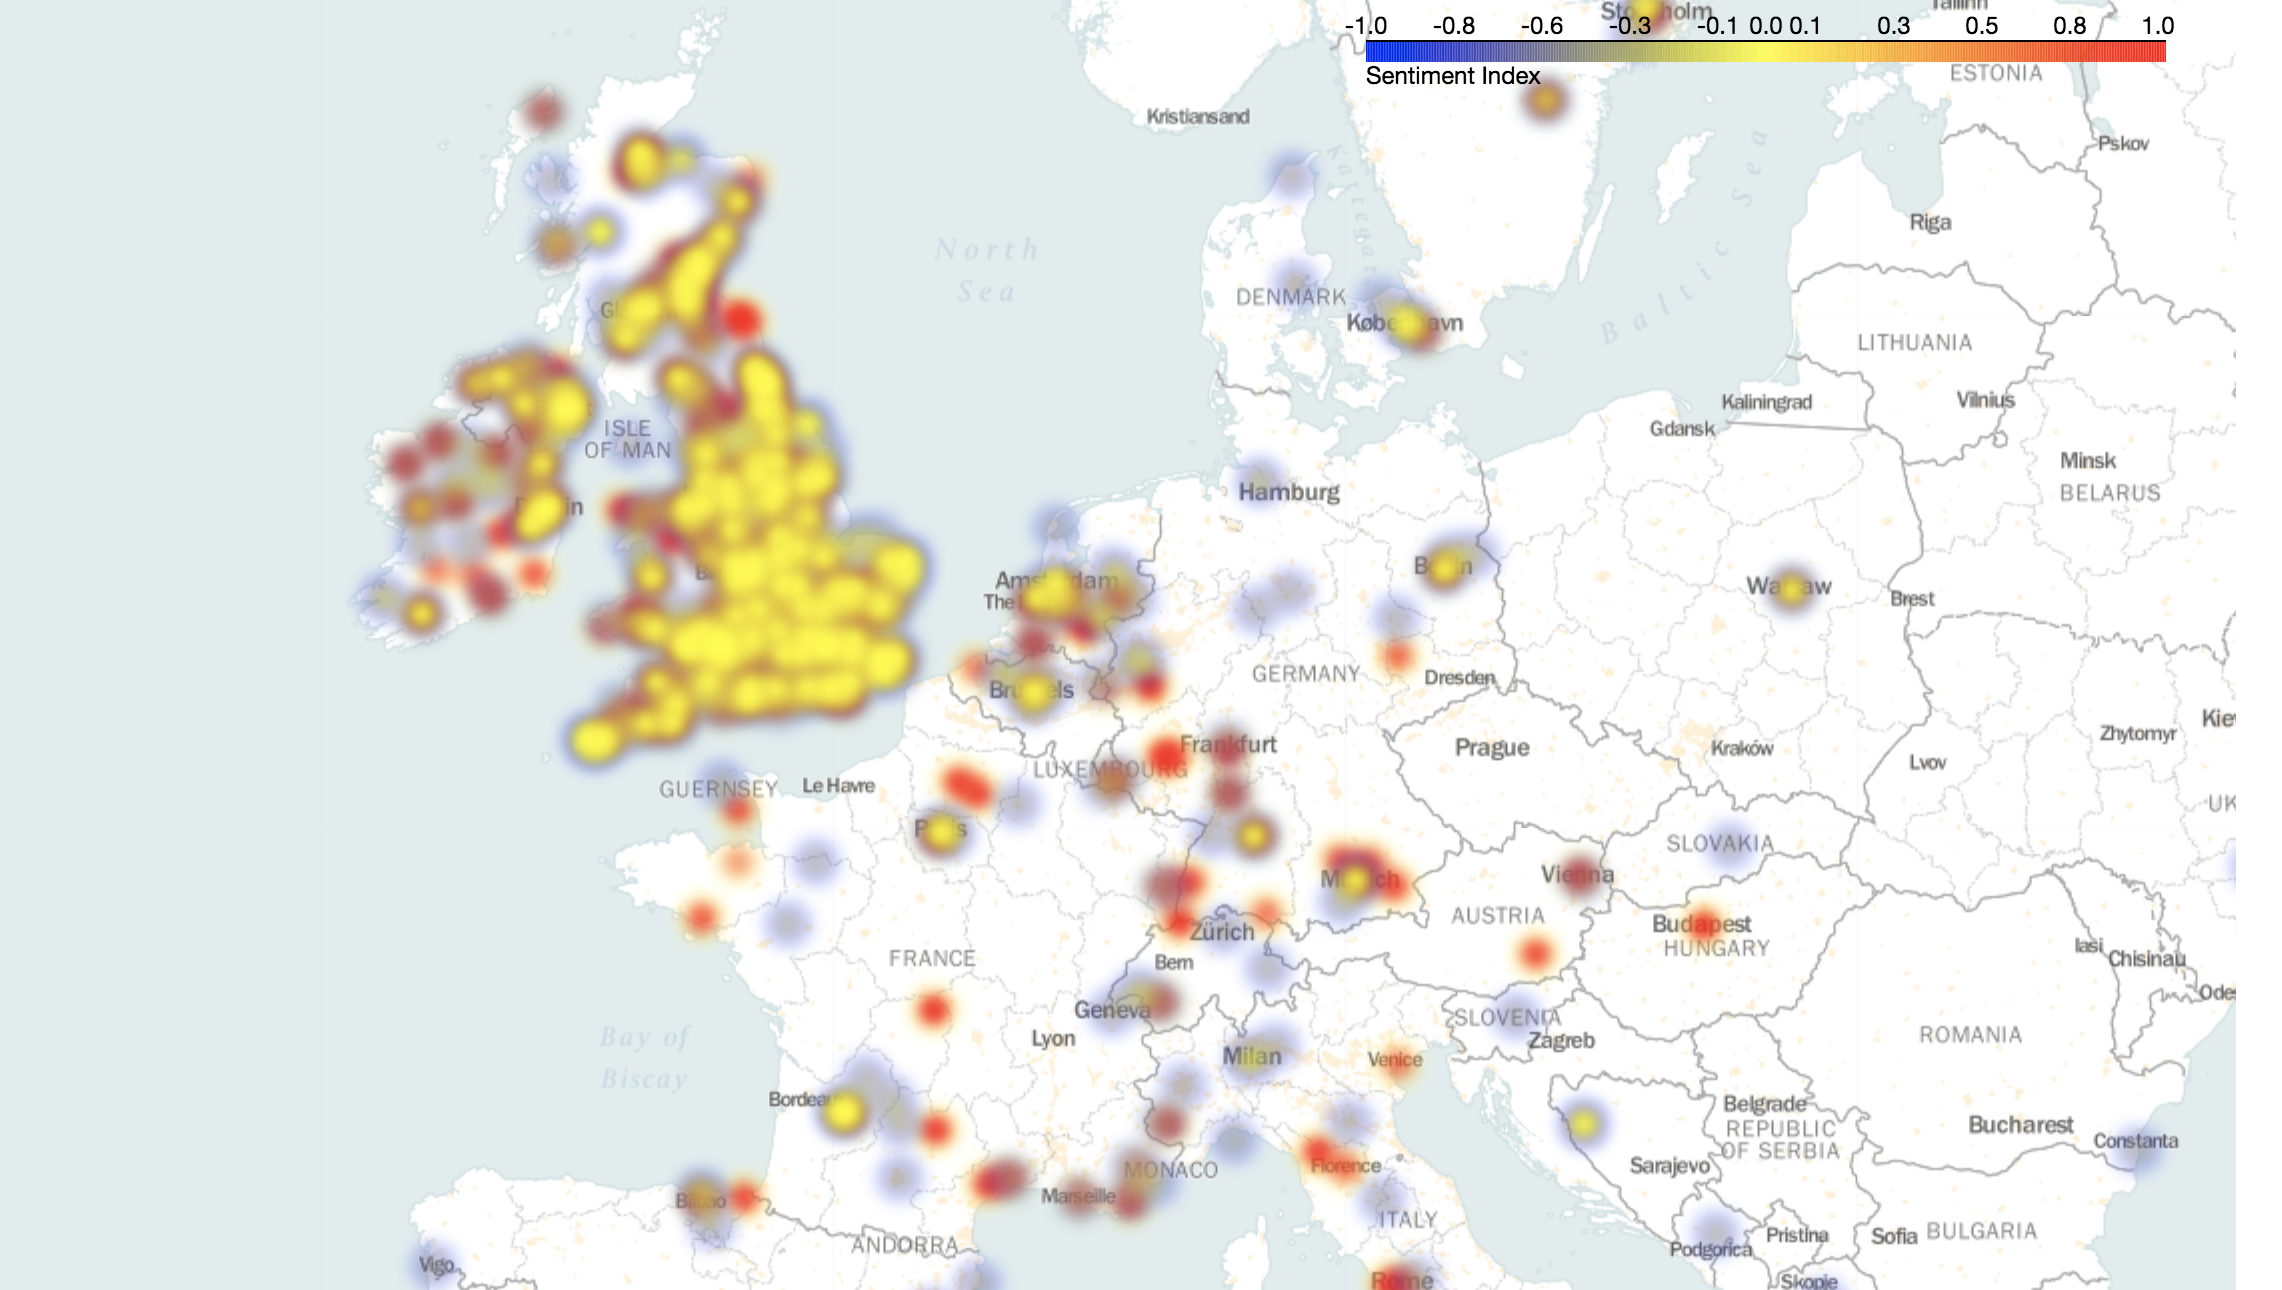 Stockholm
Tallinn
-1.0 -0.8 -0.6 -0.3 -0.1 0.0 0.1 0.3 0.5 0.8 1.0
Sentiment Index
ESTONIA
Kristiansand
Pskov
Kattegat
Baltic Sea
Riga
North
Sea
DENMARK
København
LITHUANIA
Kaliningrad
Vilnius
Gdansk
ISLE
OF MAN
Minsk
BELARUS
Hamburg
Amsterdam
The
Berlin
Warsaw
Brest
GERMANY
Dresden
Brussels
Prague
Kraków
Zhytomyr
Lvov
Frankfurt
LUXEMBOURG
GUERNSEY
Le Havre
Paris
SLOVAKIA
Munich
Vienna
AUSTRIA
Budapest
HUNGARY
Zürich
Iasi
Chisinau
FRANCE
Bern
Geneva
SLOVENIA
Zagreb
ROMANIA
Bay of
Biscay
Lyon
Milan
Venice
Bordeau
Belgrade
REPUBLIC
OF SERBIA
Bucharest
Constanta
Sarajevo
Florence
MONACO
Marseille
Bilbao
ITALY
ANDORRA
Podgorica
Pristina
Sofia
BULGARIA
Vigo
Rome
Skopje